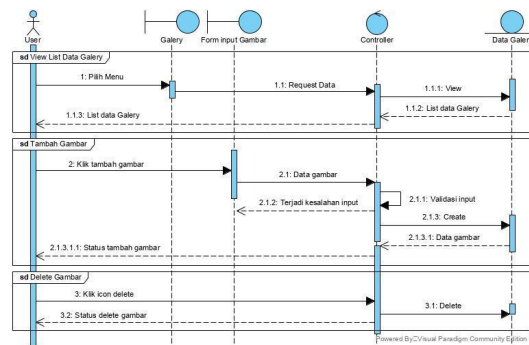 User
Galery
Form input Gambar
Controller
Data Galer
sd View List Data Galery
1: Pilih Menu
1.1: Request Data
1.1.1: View
1.1.2: List data Galery
1.1.3: List data Galery
sd Tambah Gambar
2: Klik tambah gambar
2.1: Data gambar
2.1.1: Validasi input
2.1.2: Terjadi kesalahan input
2.1.3: Create
2.1.3.1: Data gambar
2.1.3.1.1: Status tambah gambar
sd Delete Gambar
3: Klik icon delete
3.1: Delete
3.2: Status delete gambar
Powered By Visual Paradigm Community Edition